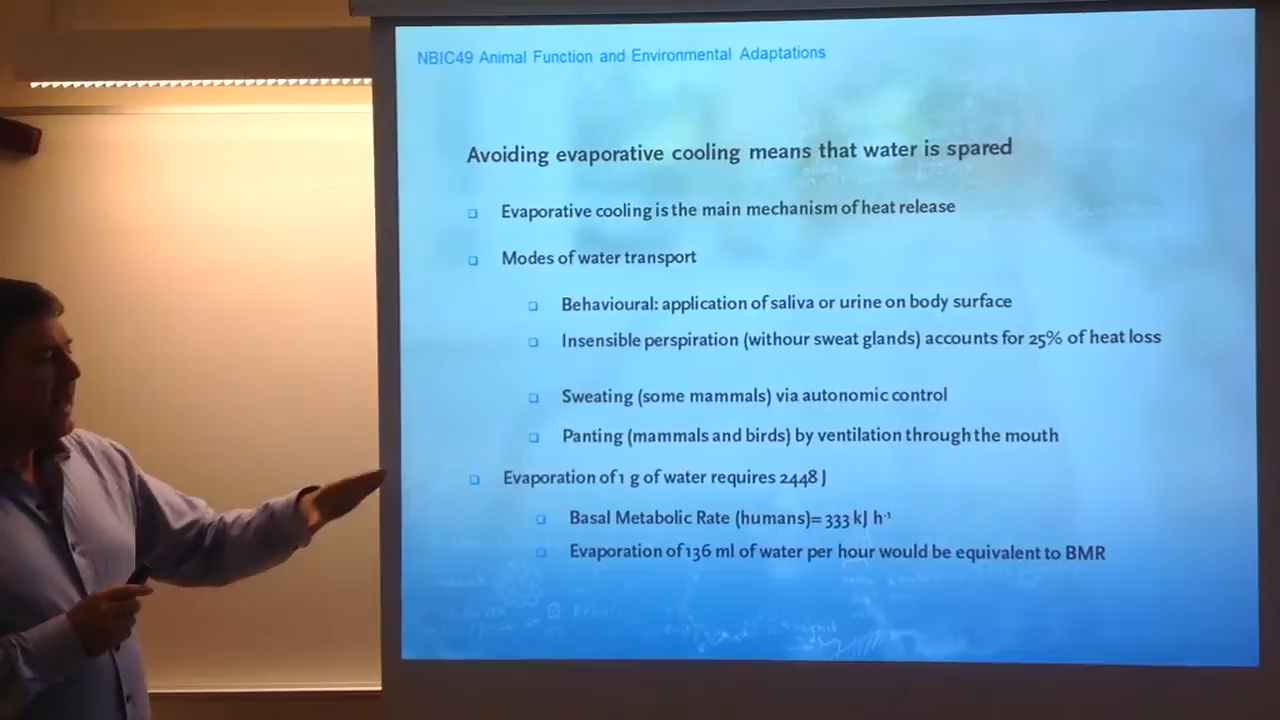 NBIC49 Animal Function and Environmental Adaptations
Avoiding evaporative cooling means that water is spared
Evaporative cooling is the main mechanism of heat release
Modes of water transport
Behavioural: application of saliva or urine on body surface
Insensible perspiration (withour sweat glands) accounts for 25% of heat loss
Sweating (some mammals) via autonomic control
Panting (mammals and birds) by ventilation through the mouth
Evaporation of 1 g of water requires 2448 J
Basal Metabolic Rate (humans)= 333 kJ h⁻¹
Evaporation of 136 ml of water per hour would be equivalent to BMR